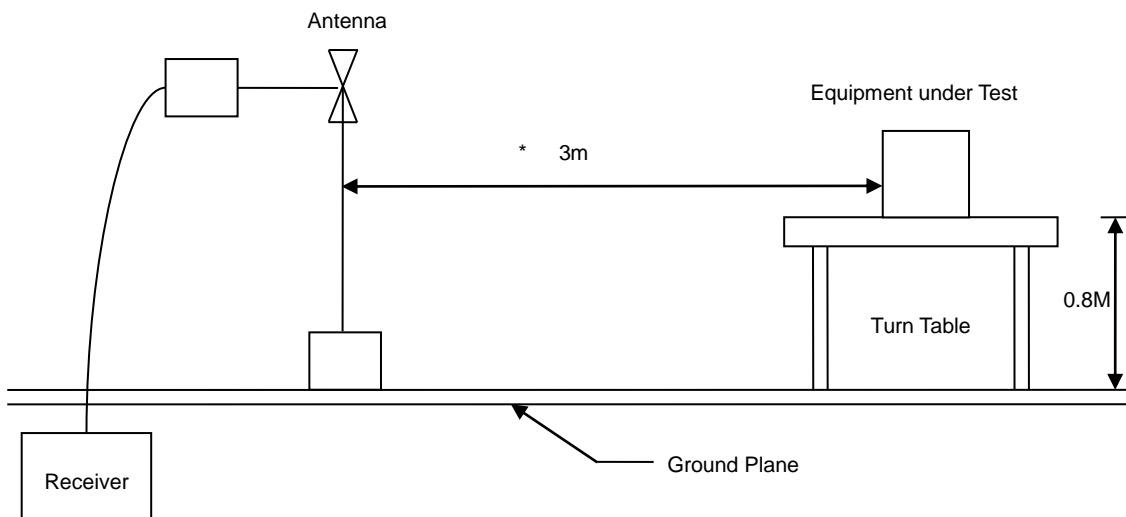 Antenna
Equipment under Test
* 3m
0.8M
Turn Table
Ground Plane
Receiver